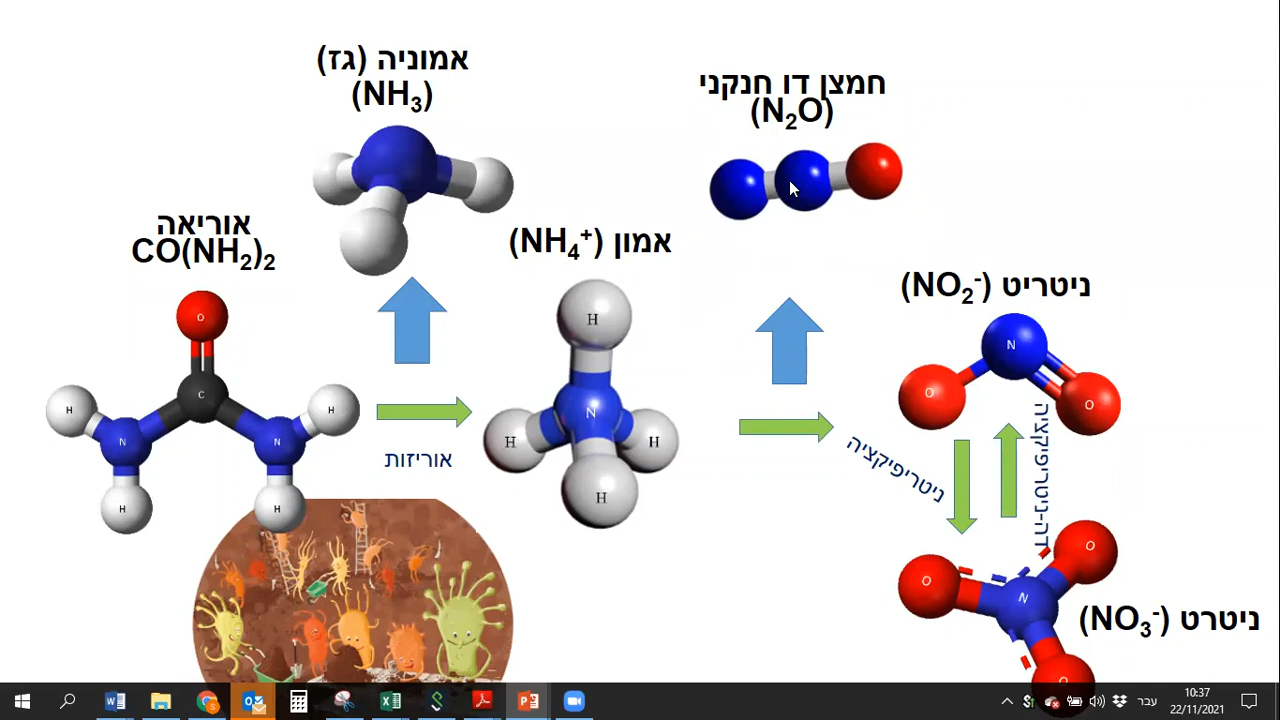 אמוניה (גז)
(NH₃)
חמצן דו חנקני
(N₂O)
אוריאה
CO(NH₂)₂
אמון (NH₄⁺)
ניטריט (NO₂⁻)
O
C
H
H
N
N
H
H
אוריזות
H
N
H
H
H
ניטריפיקציה
N
O
O
דה-ניטריפיקציה
O
O
N
O
ניטרט (NO₃⁻)
עבר
10:37
22/11/2021